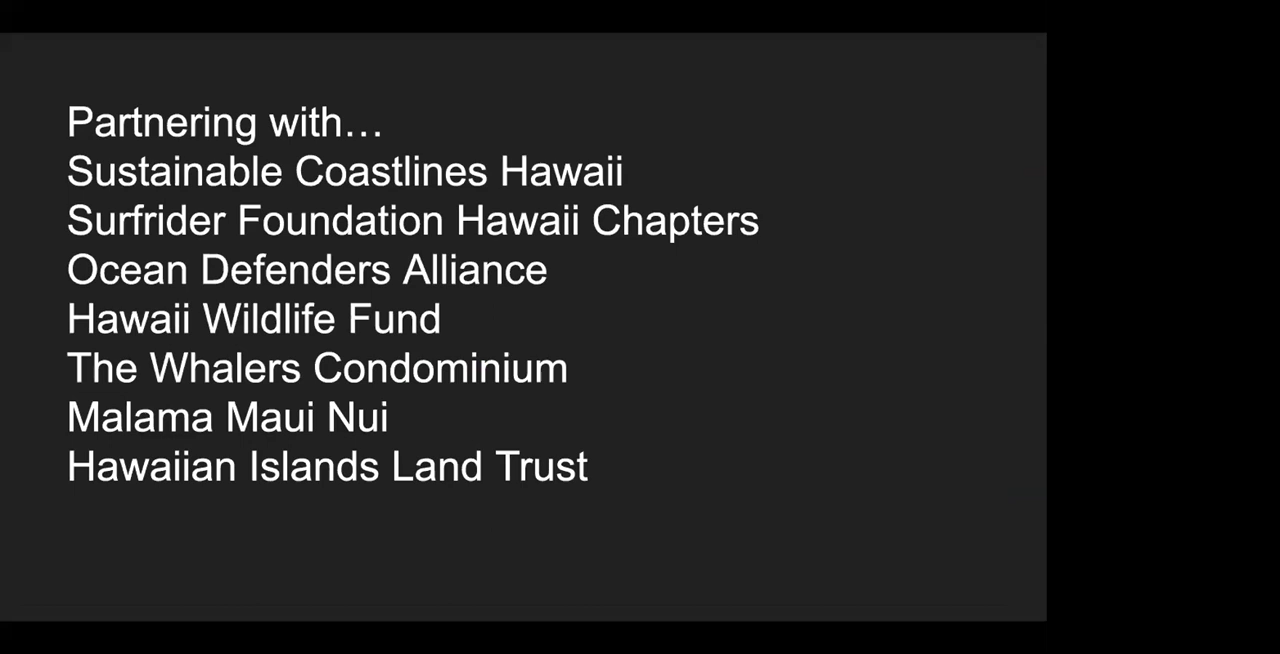 Partnering with…
Sustainable Coastlines Hawaii
Surfrider Foundation Hawaii Chapters
Ocean Defenders Alliance
Hawaii Wildlife Fund
The Whalers Condominium
Malama Maui Nui
Hawaiian Islands Land Trust